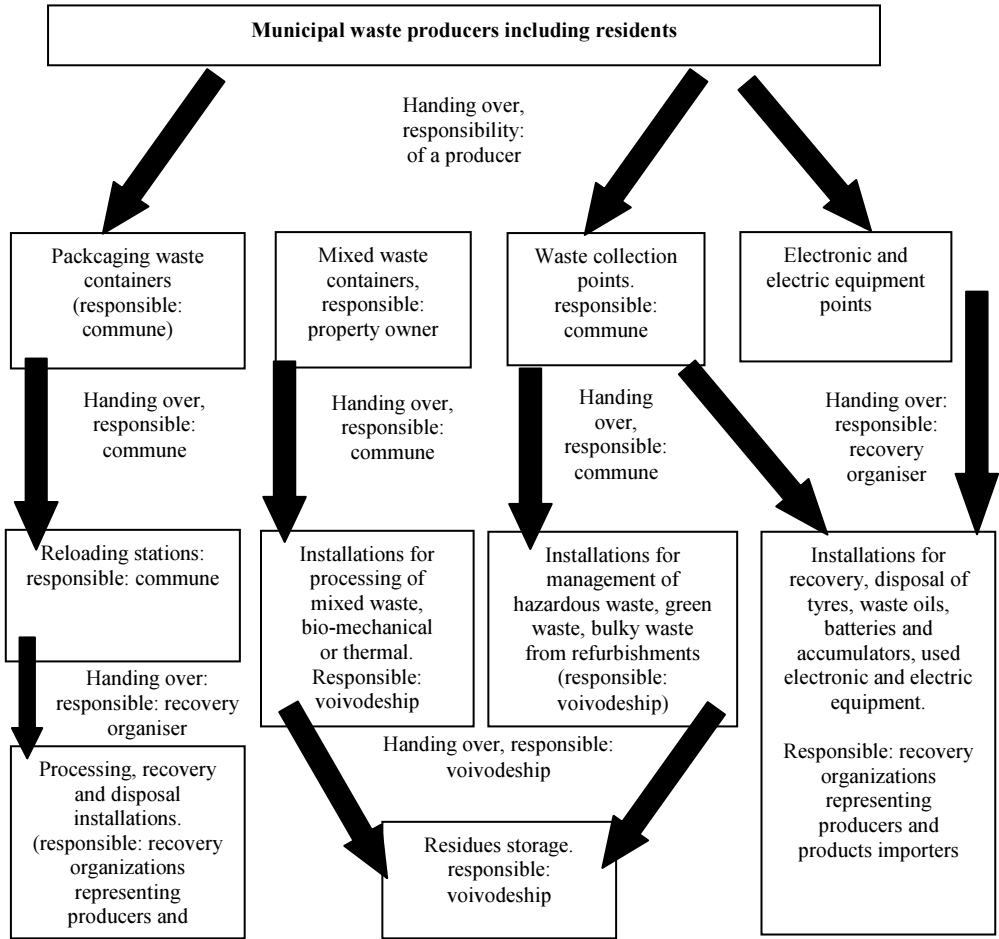 Municipal waste producers including residents
Handing over,
responsibility:
of a producer
Packcaging waste
containers
(responsible:
commune)
Mixed waste
containers,
responsible:
property owner
Waste collection
points.
responsible:
commune
Electronic and
electric equipment
points
Handing over,
responsible:
commune
Handing over,
responsible:
commune
Handing
over,
responsible:
commune
Handing over:
responsible:
recovery
organiser
Reloading stations:
responsible: commune
Installations for
processing of
mixed waste,
bio-mechanical
or thermal.
Responsible:
voivodeship
Installations for
management of
hazardous waste, green
waste, bulky waste
from refurbishments
(responsible:
voivodeship)
Installations for
recovery, disposal of
tyres, waste oils,
batteries and
accumulators, used
electronic and electric
equipment.
Responsible: recovery
organizations
representing
producers and
products importers
Handing over:
responsible: recovery
organiser
Handing over, responsible:
voivodeship
Processing, recovery
and disposal
installations.
(responsible: recovery
organizations
representing
producers and
Residues storage.
responsible:
voivodeship